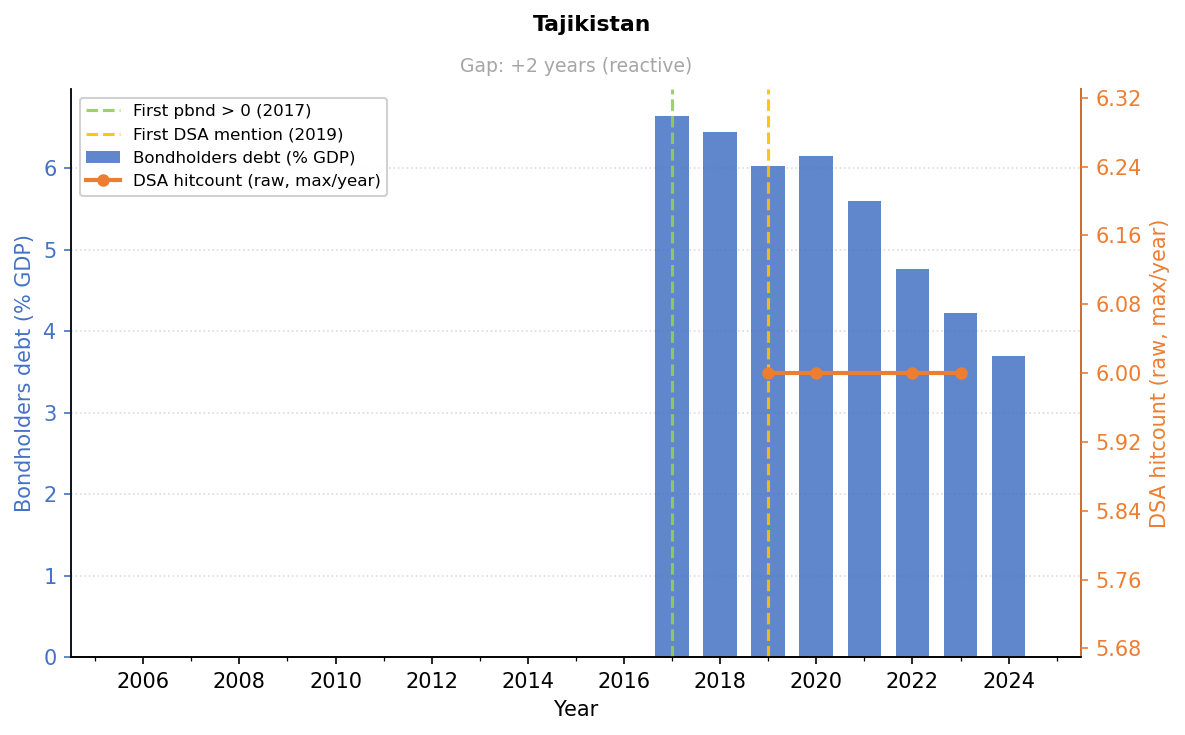 Tajikistan
Gap: +2 years (reactive)
First pbnd > 0 (2017)
First DSA mention (2019)
Bondholders debt (% GDP)
DSA hitcount (raw, max/year)
Bondholders debt (% GDP)
6
5
4
3
2
1
0
6.32
6.24
6.16
6.08
6.00
5.92
5.84
5.76
5.68
DSA hitcount (raw, max/year)
2006 2008 2010 2012 2014 2016 2018 2020 2022 2024
Year